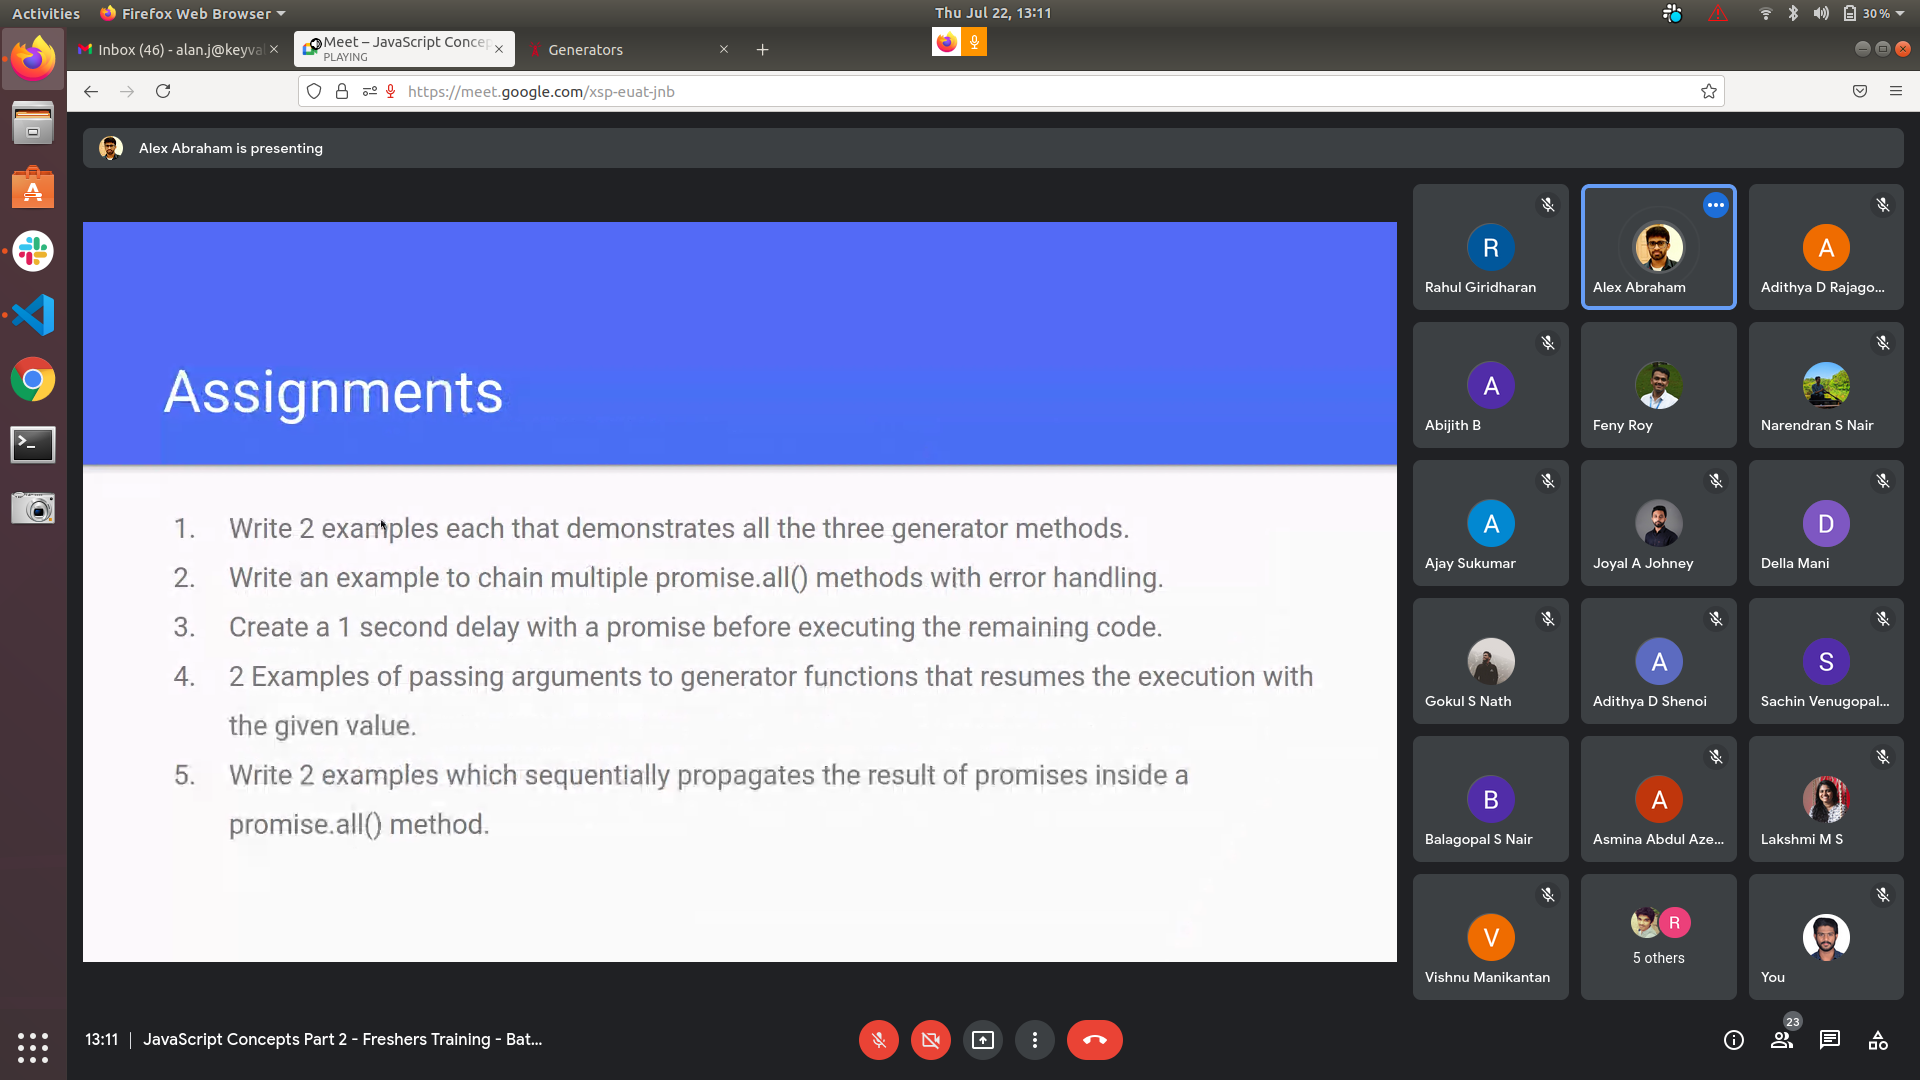 Activities
Firefox Web Browser
Thu Jul 22, 13:11
30 %
Inbox (46) - alan.j@keyva
Meet – JavaScript Concep
PLAYING
Generators
https://meet.google.com/xsp-euat-jnb
Alex Abraham is presenting
Assignments
1. Write 2 examples each that demonstrates all the three generator methods.
2. Write an example to chain multiple promise.all() methods with error handling.
3. Create a 1 second delay with a promise before executing the remaining code.
4. 2 Examples of passing arguments to generator functions that resumes the execution with
the given value.
5. Write 2 examples which sequentially propagates the result of promises inside a
promise.all() method.
R
Rahul Giridharan
Alex Abraham
A
Adithya D Rajago...
A
Abijith B
Feny Roy
Narendran S Nair
A
Ajay Sukumar
Joyal A Johney
D
Della Mani
Gokul S Nath
A
Adithya D Shenoi
S
Sachin Venugopal...
B
Balagopal S Nair
A
Asmina Abdul Aze...
Lakshmi M S
V
Vishnu Manikantan
R
5 others
You
13:11 | JavaScript Concepts Part 2 - Freshers Training - Bat...
23